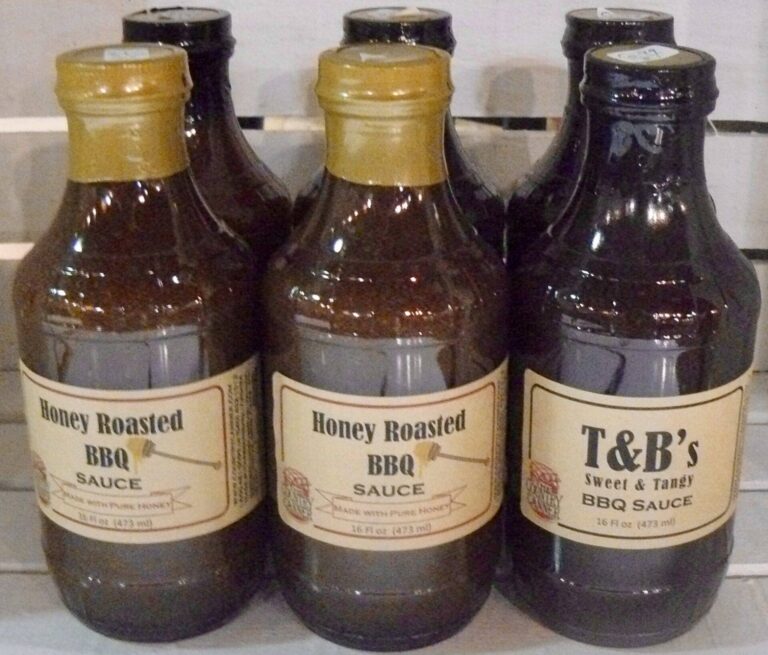 Honey Roasted
BBQ
SAUCE
MADE WITH PURE HONEY
16 Fl oz (473 ml)
Honey Roasted
BBQ
SAUCE
MADE WITH PURE HONEY
16 Fl oz (473 ml)
T&B's
Sweet & Tangy
BBQ SAUCE
16 Fl oz (473 ml)